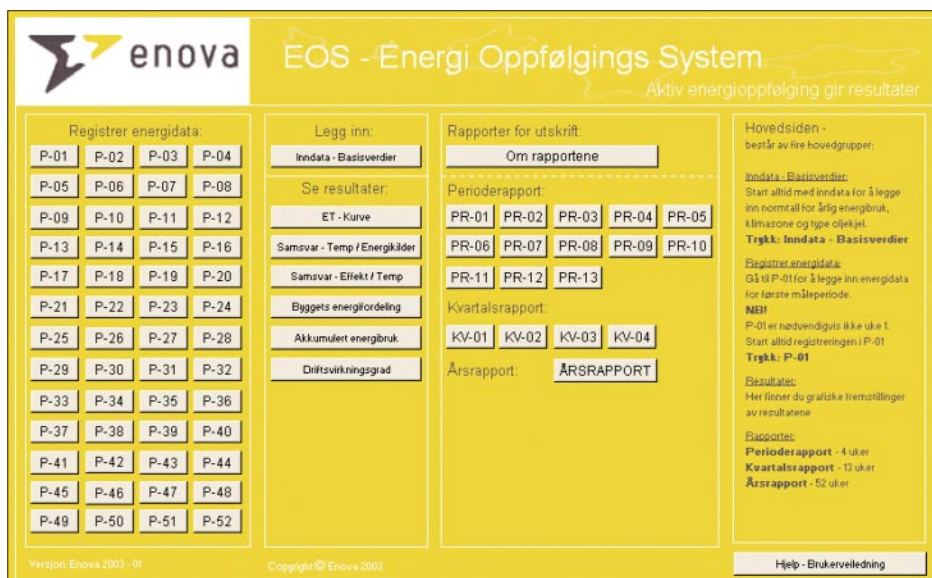 enova
EOS - Energi Oppfølgings System
Aktiv energioppfølging gir resultater
Registrer energidata:
P-01 P-02 P-03 P-04
P-05 P-06 P-07 P-08
P-09 P-10 P-11 P-12
P-13 P-14 P-15 P-16
P-17 P-18 P-19 P-20
P-21 P-22 P-23 P-24
P-25 P-26 P-27 P-28
P-29 P-30 P-31 P-32
P-33 P-34 P-35 P-36
P-37 P-38 P-39 P-40
P-41 P-42 P-43 P-44
P-45 P-46 P-47 P-48
P-49 P-50 P-51 P-52
Legg inn:
Inndata - Basisverdier
Se resultater:
ET - Kurve
Samsvar - Temp / Energikilder
Samsvar - Effekt / Temp
Byggets energifordeling
Akkumulert energibruk
Driftsvirkningsgrad
Rapporter for utskrift:
Om rapportene
Perioderapport:
PR-01 PR-02 PR-03 PR-04 PR-05
PR-06 PR-07 PR-08 PR-09 PR-10
PR-11 PR-12 PR-13
Kvartalsrapport:
KV-01 KV-02 KV-03 KV-04
Årsrapport: ÅRSRAPPORT
Hovedsiden -
består av fire hovedgrupper:
Inndata - Basisverdier:
Start alltid med inndata for å legge
inn normtall for årlig energibruk,
klimasone og type oljekjel.
Trykk: Inndata - Basisverdier
Registrer energidata:
Gå til P-01 for å legge inn energidata
for første måleperiode.
NB!
P-01 er nødvendigvis ikke uke 1.
Start alltid registreringen i P-01
Trykk: P-01
Resultater:
Her finner du grafiske fremstillinger
av resultatene
Rapporter:
Perioderapport - 4 uker
Kvartalsrapport - 13 uker
Årsrapport - 52 uker
Versjon: Enova 2003 - 01
Copyright © Enova 2003
Hjelp - Brukerveiledning